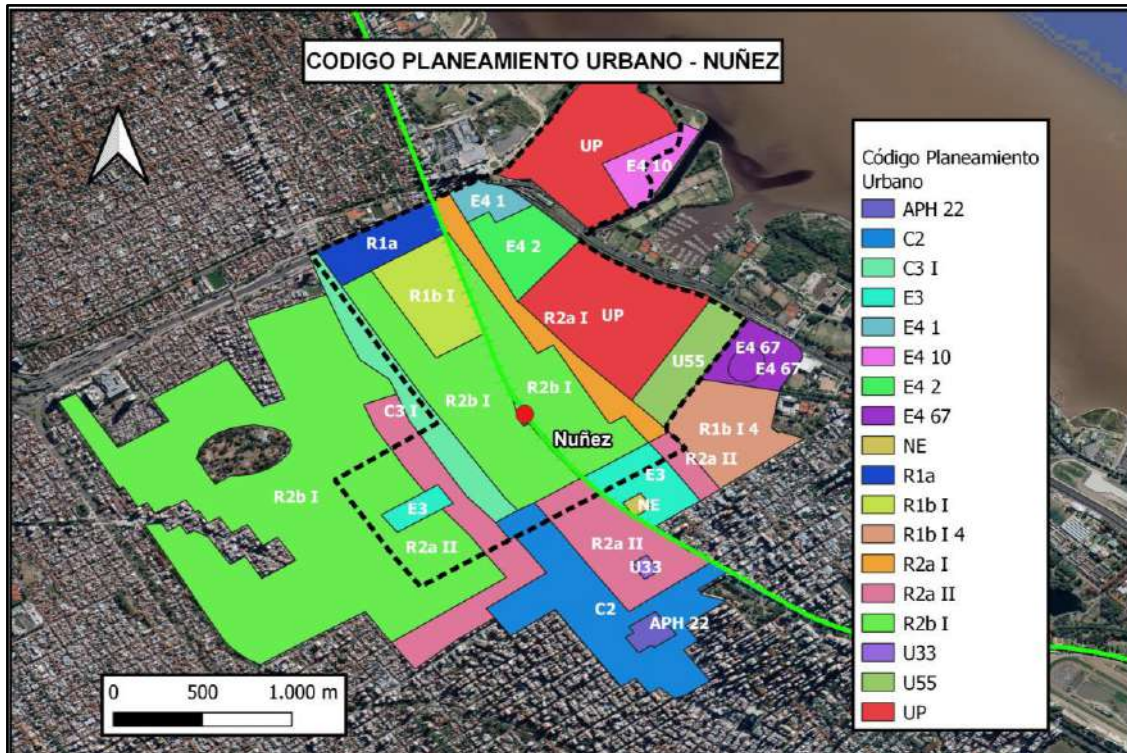 CODIGO PLANEAMIENTO URBANO - NUÑEZ
UP
E4 10
E4 1
E4 2
R1a
R1b I
R2a I
UP
U55
E4 67
E4 67
R2b I
R2b I
C3 I
Nuñez
R1b I 4
R2a II
E3
NE
R2b I
E3
R2a II
R2a II
U33
C2
APH 22
0 500 1.000 m
Código Planeamiento
Urbano
APH 22
C2
C3 I
E3
E4 1
E4 10
E4 2
E4 67
NE
R1a
R1b I
R1b I 4
R2a I
R2a II
R2b I
U33
U55
UP